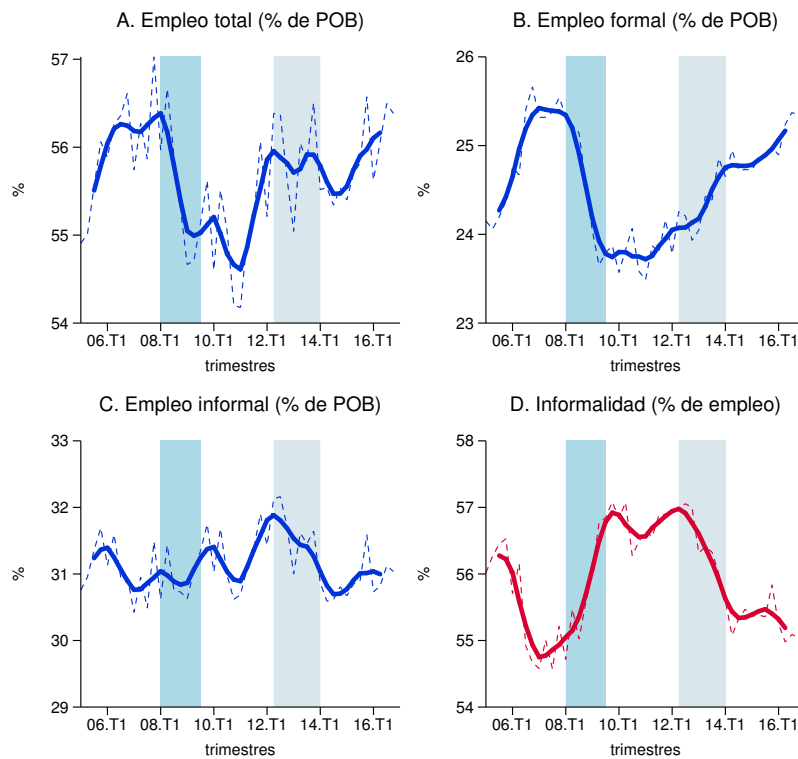 A. Empleo total (% de POB)
57
56
55
54
%
06.T1 08.T1 10.T1 12.T1 14.T1 16.T1
trimestres
B. Empleo formal (% de POB)
26
25
24
23
%
06.T1 08.T1 10.T1 12.T1 14.T1 16.T1
trimestres
C. Empleo informal (% de POB)
33
32
31
30
29
%
06.T1 08.T1 10.T1 12.T1 14.T1 16.T1
trimestres
D. Informalidad (% de empleo)
58
57
56
55
54
%
06.T1 08.T1 10.T1 12.T1 14.T1 16.T1
trimestres